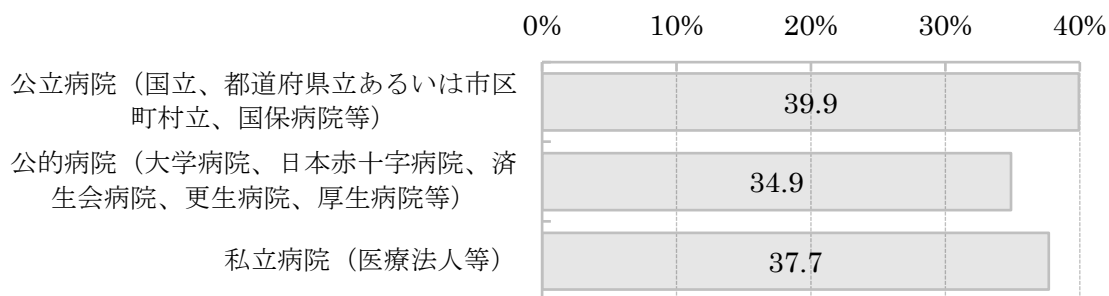 0% 10% 20% 30% 40%
公立病院（国立、都道府県立あるいは市区
町村立、国保病院等）
39.9
公的病院（大学病院、日本赤十字病院、済
生会病院、更生病院、厚生病院等）
34.9
私立病院（医療法人等）
37.7